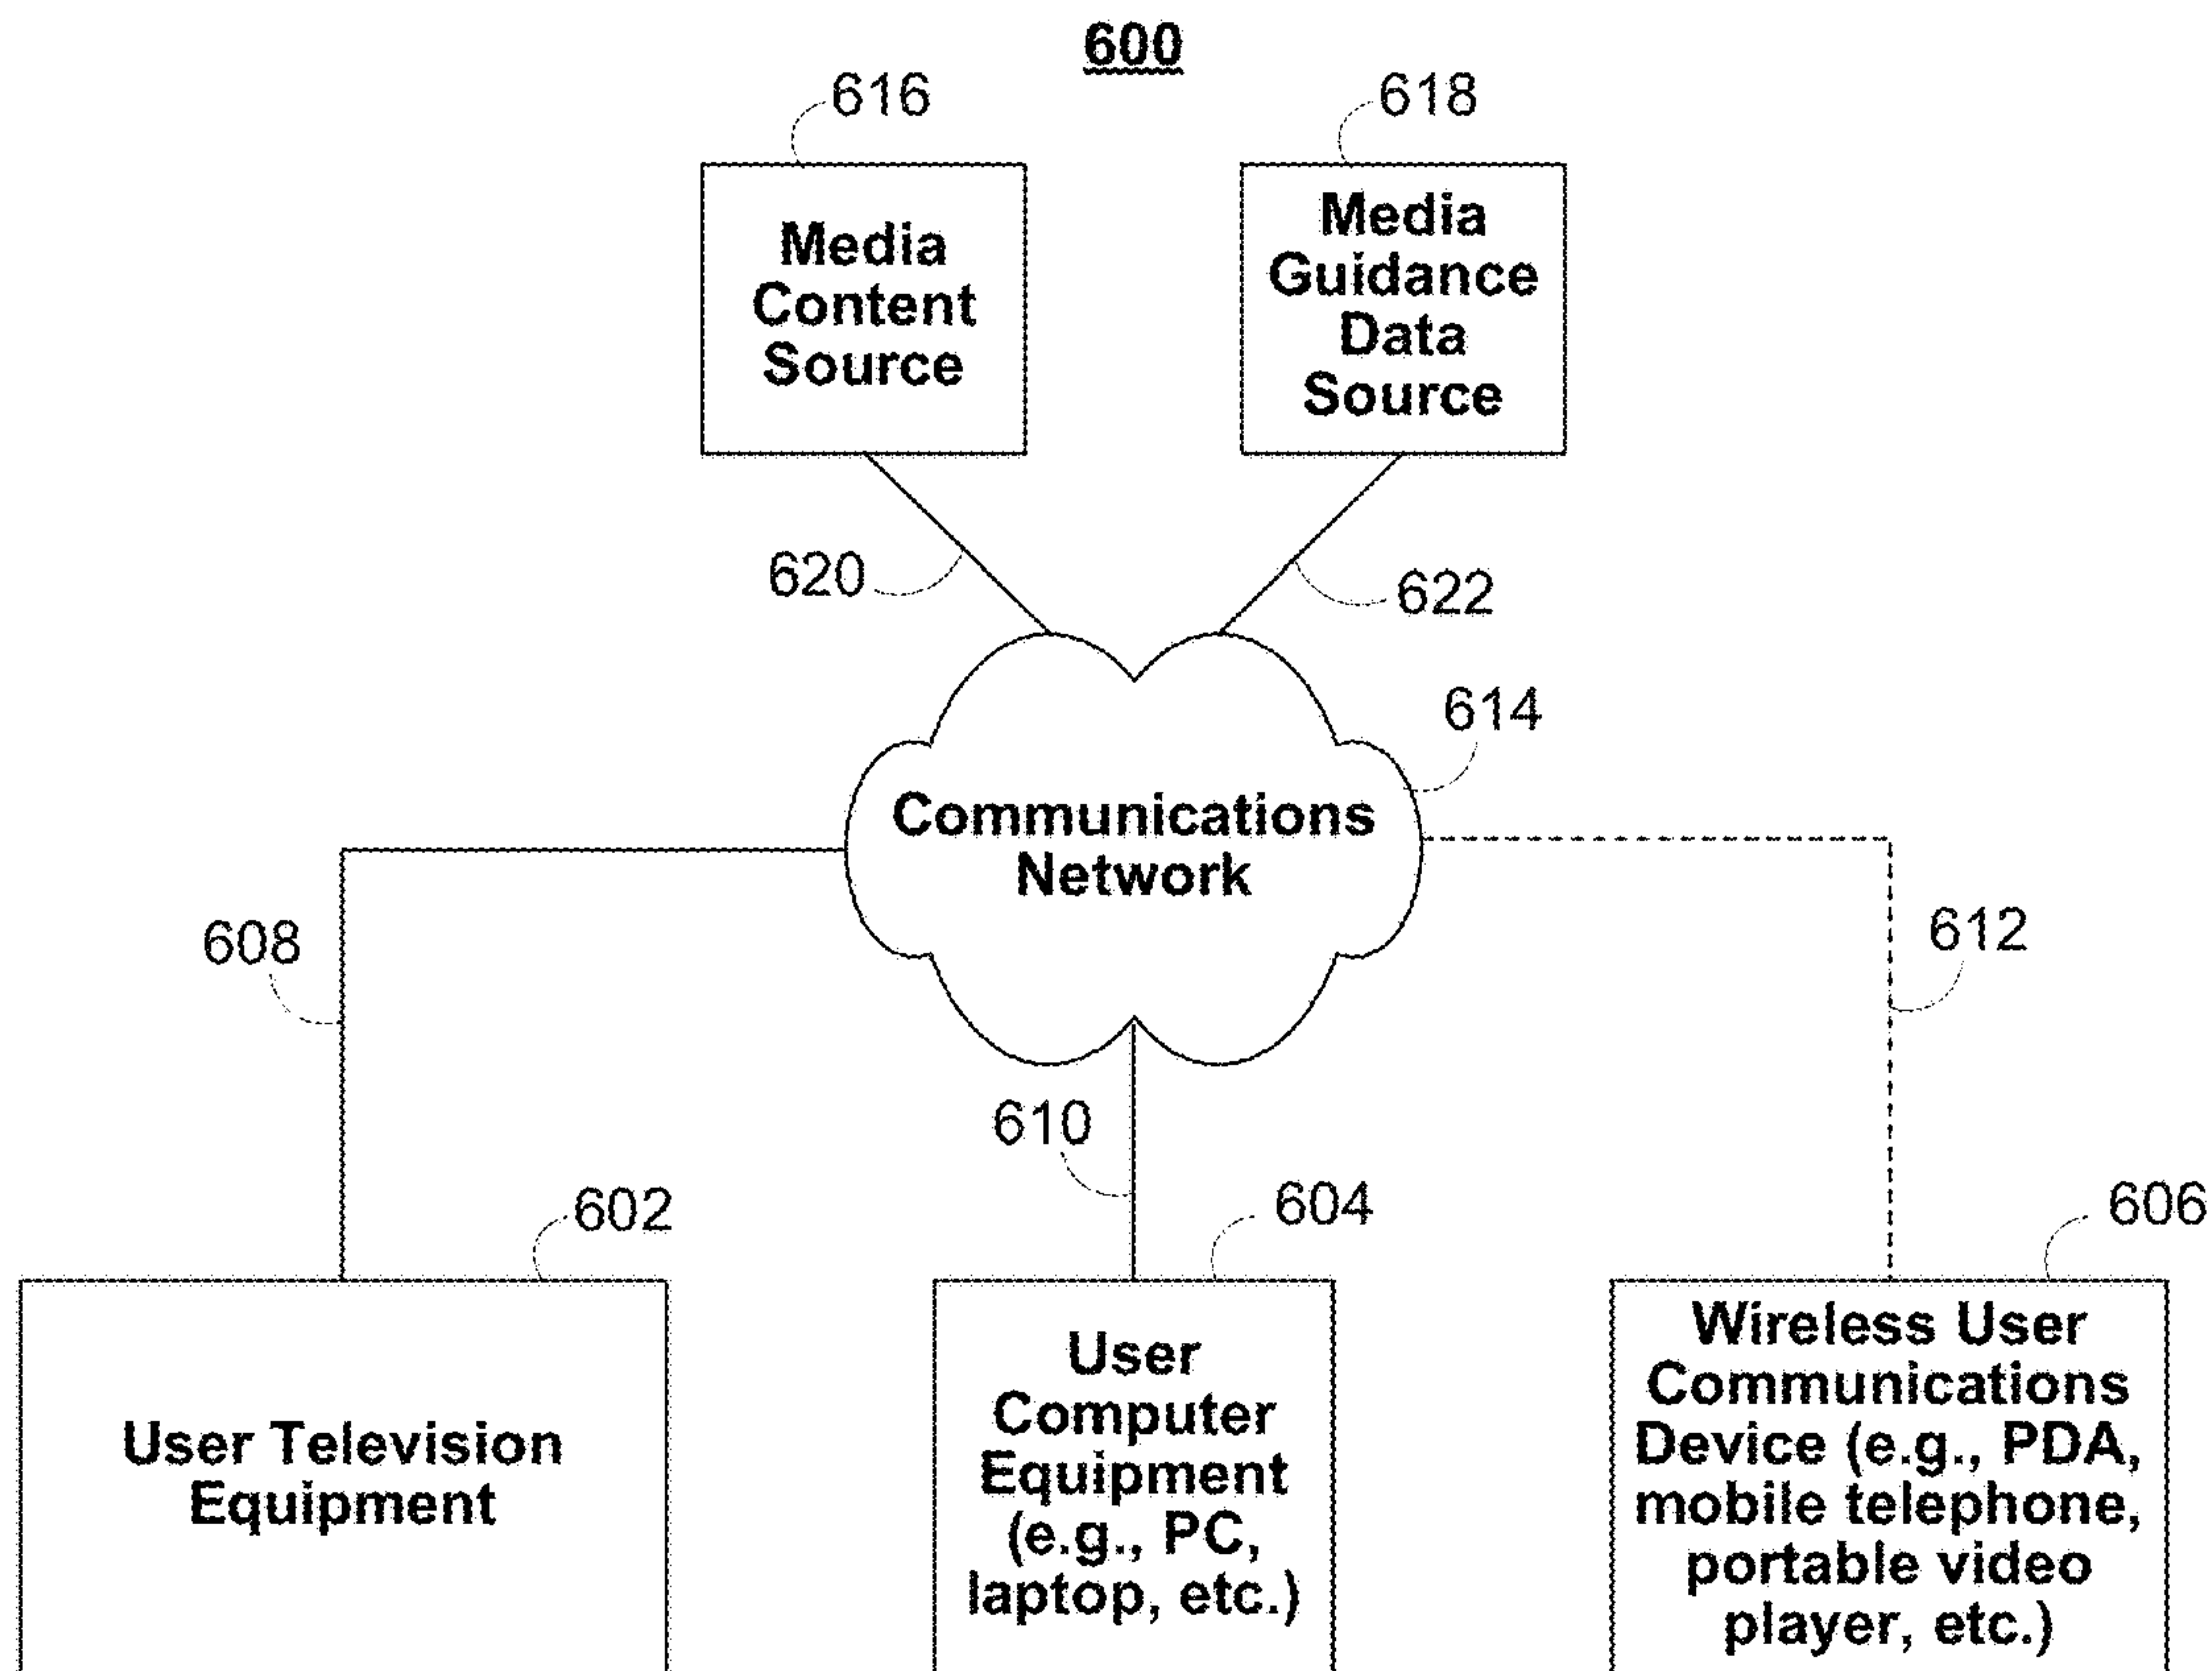 600
616
618
Media
Content
Source
Media
Guidance
Data
Source
620
622
614
Communications
Network
608
612
610
602
604
606
User Television
Equipment
User
Computer
Equipment
(e.g., PC,
laptop, etc.)
Wireless User
Communications
Device (e.g., PDA,
mobile telephone,
portable video
player, etc.)